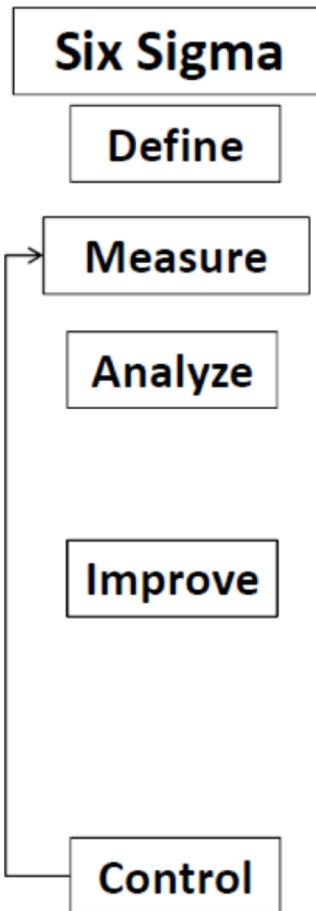 Six Sigma
Define
Measure
Analyze
Improve
Control